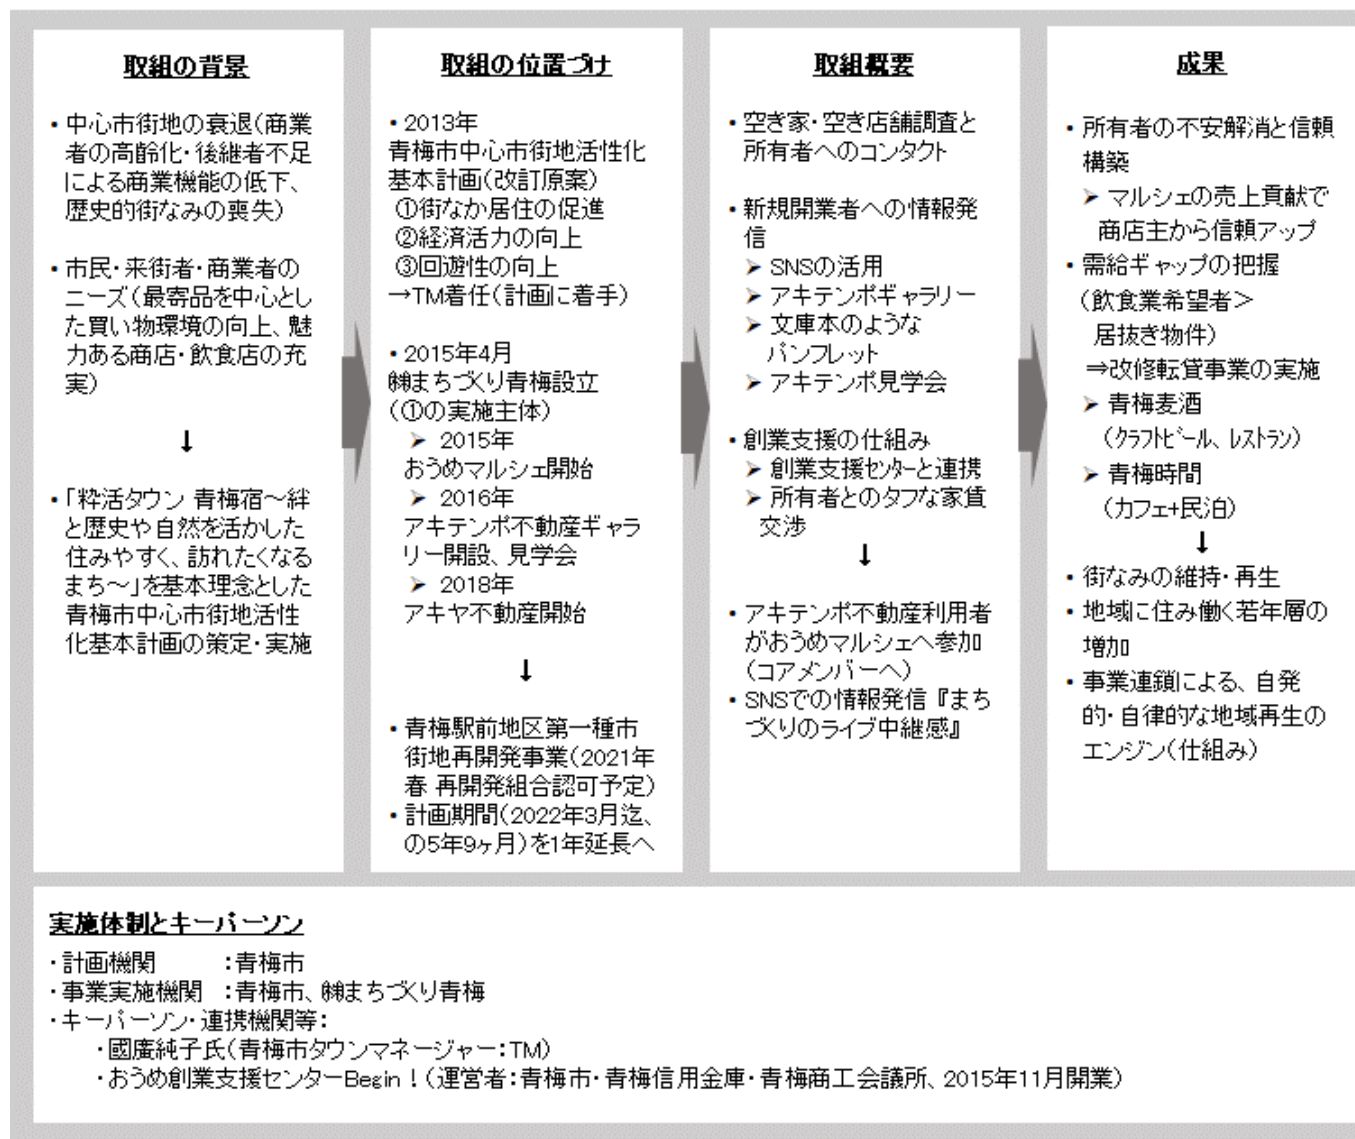 取組の背景
・中心市街地の衰退(商業
者の高齢化・後継者不足
による商業機能の低下、
歴史的街なみの喪失)
・市民・来街者・商業者の
ニーズ(最寄品を中心とし
た買い物環境の向上、魅
力ある商店・飲食店の充
実)
↓
・「粋活タウン 青梅宿～絆
と歴史や自然を活かした
住みやすく、訪れたくなる
まち～」を基本理念とした
青梅市中心市街地活性
化基本計画の策定・実施
取組の位置づけ
・2013年
青梅市中心市街地活性化
基本計画(改訂原案)
①街なか居住の促進
②経済活力の向上
③回遊性の向上
→TM着任(計画に着手)
・2015年4月
㈱まちづくり青梅設立
(①の実施主体)
➤ 2015年
おうめマルシェ開始
➤ 2016年
アキテンポ不動産ギャラ
リー開設、見学会
➤ 2018年
アキヤ不動産開始
↓
・青梅駅前地区第一種市
街地再開発事業(2021年
春 再開発組合認可予定)
・計画期間(2022年3月迄、
の5年9ヶ月)を1年延長へ
取組概要
・空き家・空き店舗調査と
所有者へのコンタクト
・新規開業者への情報発
信
➤ SNSの活用
➤ アキテンポギャラリー
➤ 文庫本のような
パンフレット
➤ アキテンポ見学会
・創業支援の仕組み
➤ 創業支援センターと連携
➤ 所有者とのタフな家賃
交渉
↓
・アキテンポ不動産利用者
がおうめマルシェへ参加
(コアメンバーへ)
・SNSでの情報発信『まち
づくりのライブ中継感』
成果
・所有者の不安解消と信頼
構築
➤ マルシェの売上貢献で
商店主から信頼アップ
・需給ギャップの把握
(飲食業希望者＞
居抜き物件)
⇒改修転貸事業の実施
➤ 青梅麦酒
(クラフトビール、レストラン)
➤ 青梅時間
(カフェ+民泊)
↓
・街なみの維持・再生
・地域に住み働く若年層の
増加
・事業連鎖による、自発
的・自律的な地域再生の
エンジン(仕組み)
実施体制とキーパーソン
・計画機関　　：青梅市
・事業実施機関　：青梅市、㈱まちづくり青梅
・キーパーソン・連携機関等：
・國廣純子氏(青梅市タウンマネージャー：TM)
・おうめ創業支援センターBegin！(運営者：青梅市・青梅信用金庫・青梅商工会議所、2015年11月開業)